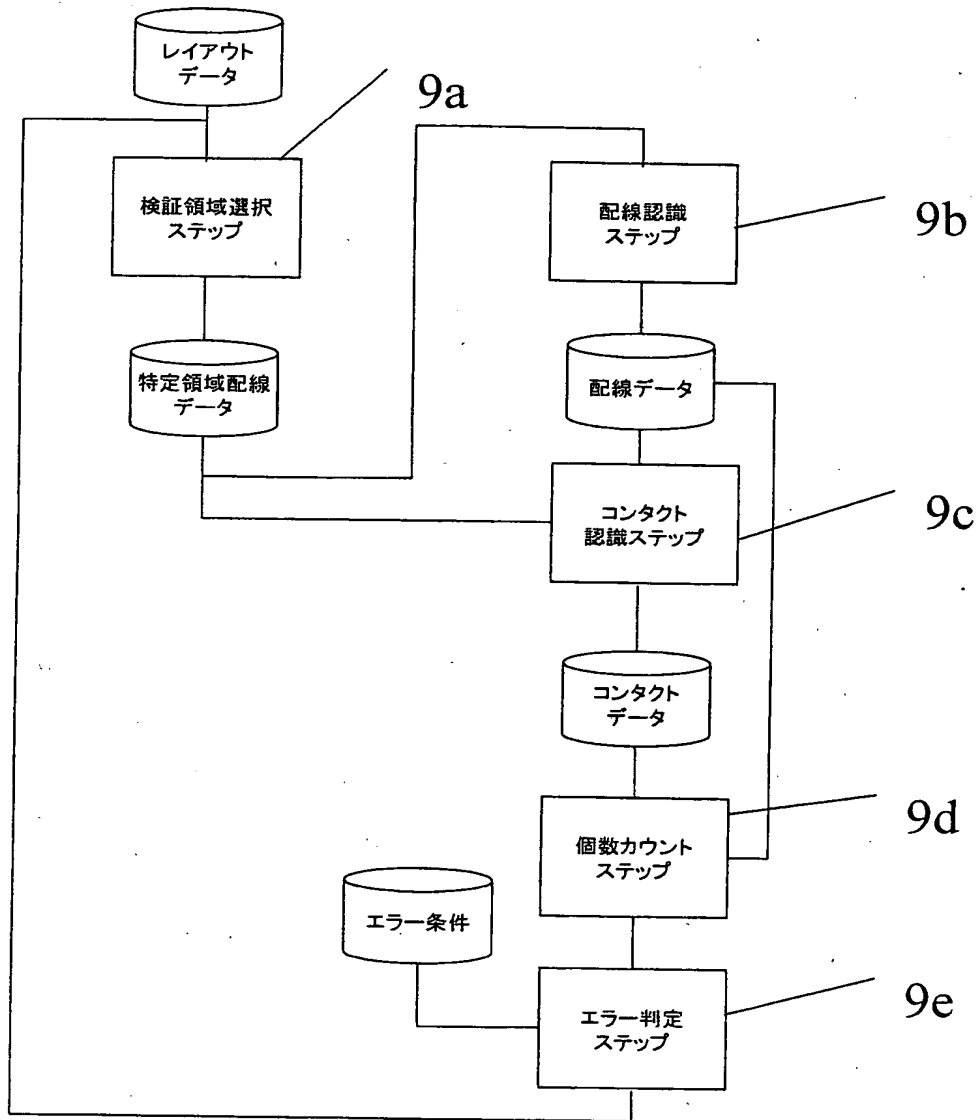 レイアウト
データ
9a
検証領域選択
ステップ
配線認識
ステップ
9b
特定領域配線
データ
配線データ
コンタクト
認識ステップ
9c
コンタクト
データ
個数カウント
ステップ
9d
エラー条件
エラー判定
ステップ
9e